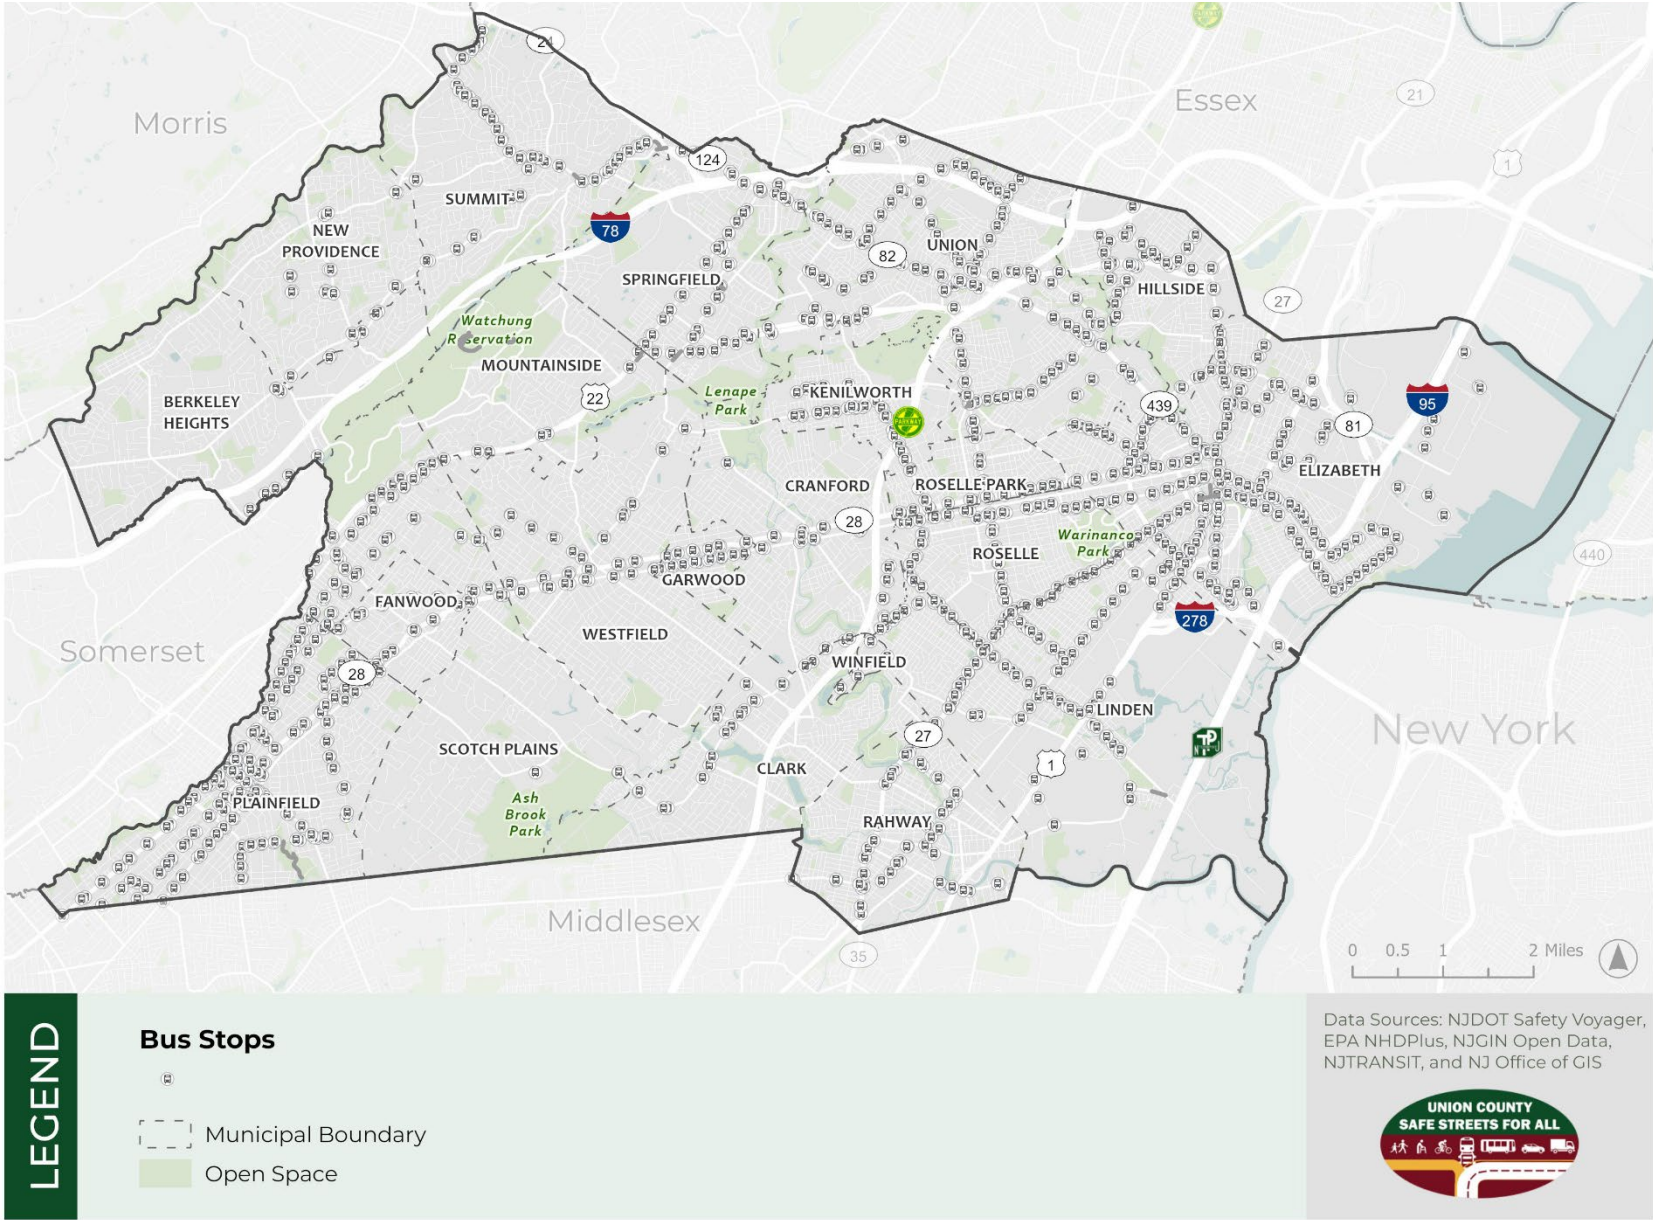 24
Morris
Essex
21
1
124
SUMMIT
78
NEW
PROVIDENCE
UNION
82
SPRINGFIELD
HILLSIDE
27
Watchung
Reservation
MOUNTAINSIDE
BERKELEY
HEIGHTS
22
Lenape
Park
KENILWORTH
439
95
81
ELIZABETH
CRANFORD
ROSELLE PARK
28
Warinanco
Park
ROSELLE
440
GARWOOD
FANWOOD
WESTFIELD
278
Somerset
28
WINFIELD
LINDEN
New York
27
1
TP
SCOTCH PLAINS
CLARK
PLAINFIELD
Ash
Brook
Park
RAHWAY
Middlesex
35
0 0.5 1 2 Miles
LEGEND
Bus Stops
Municipal Boundary
Open Space
Data Sources: NJDOT Safety Voyager,
EPA NHDPlus, NJGIN Open Data,
NJTRANSIT, and NJ Office of GIS
UNION COUNTY
SAFE STREETS FOR ALL